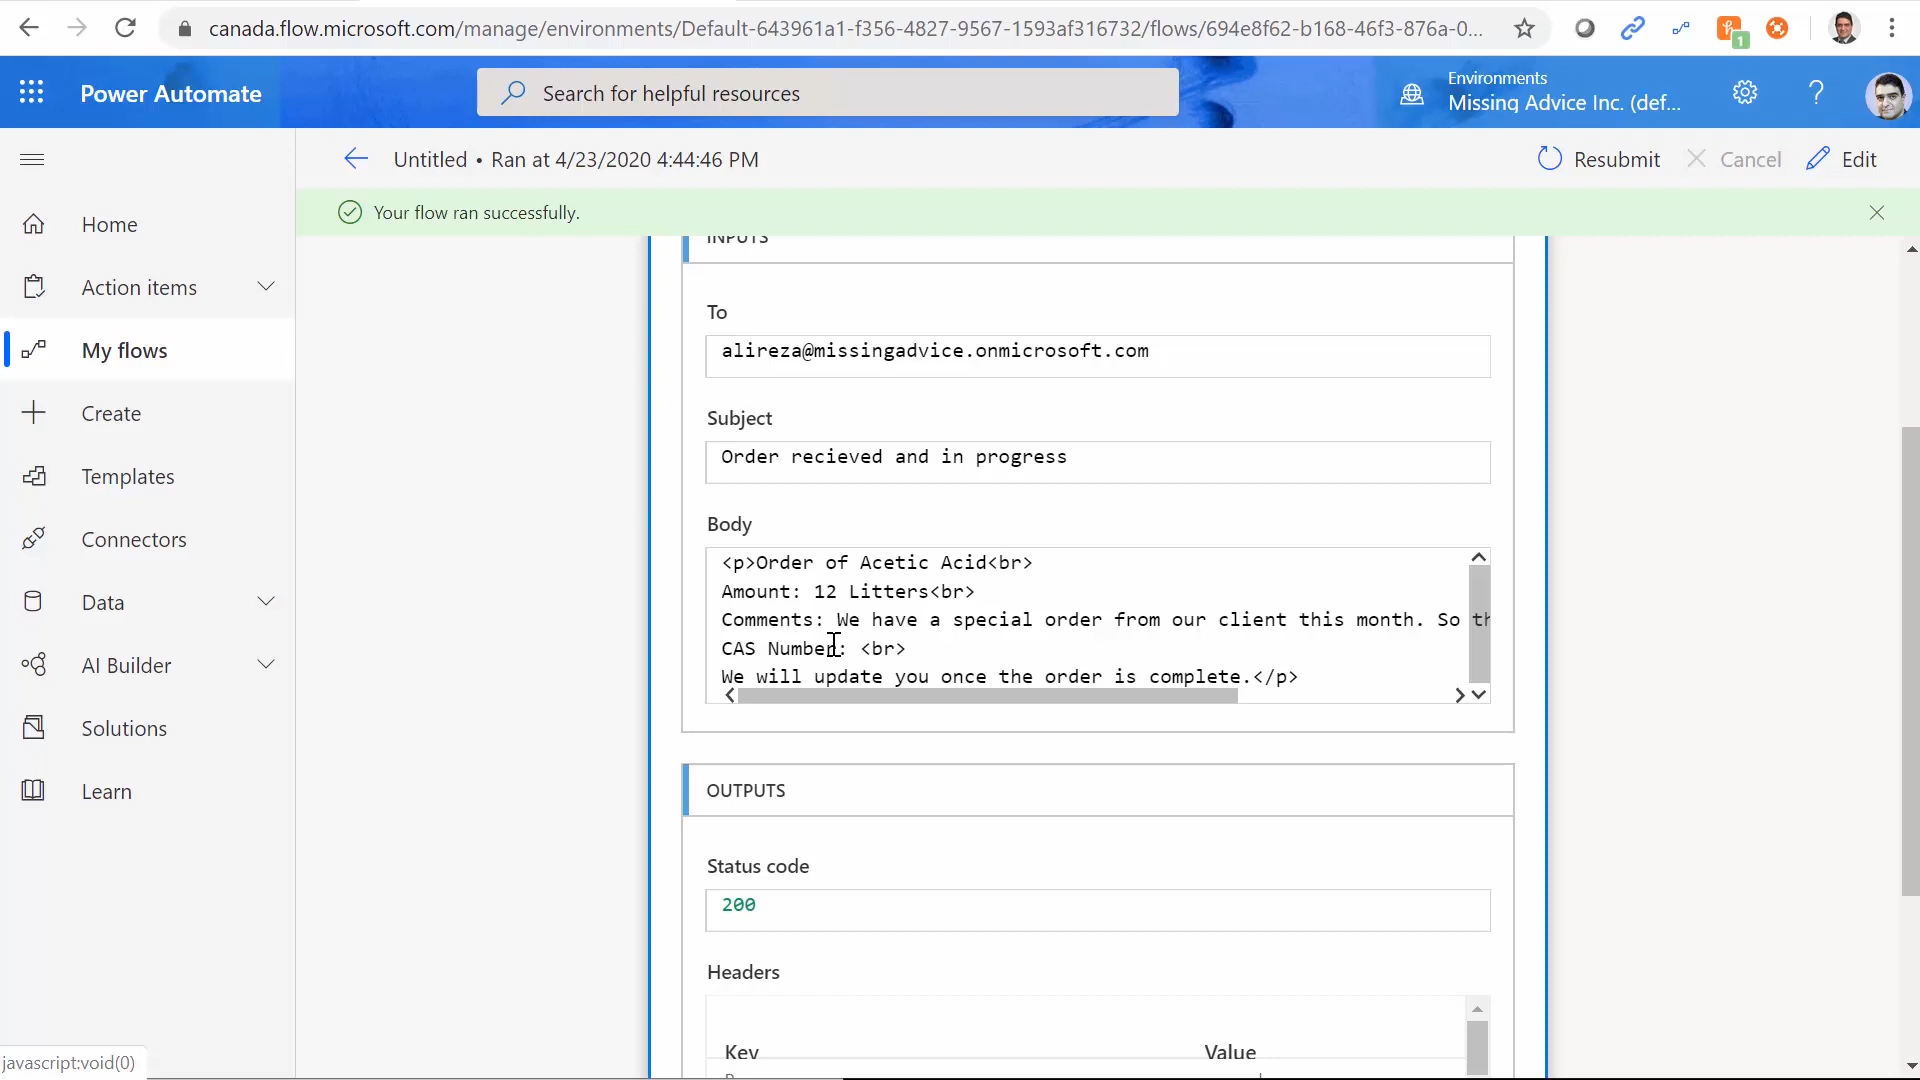 canada.flow.microsoft.com/manage/environments/Default-643961a1-f356-4827-9567-1593af316732/flows/694e8f62-b168-46f3-876a-0...
1
Power Automate
Search for helpful resources
Environments
Missing Advice Inc. (def...
?
Untitled • Ran at 4/23/2020 4:44:46 PM
Resubmit
Cancel
Edit
Your flow ran successfully.
Home
Action items
My flows
Create
Templates
Connectors
Data
AI Builder
Solutions
Learn
INPUTS
To
alireza@missingadvice.onmicrosoft.com
Subject
Order recieved and in progress
Body
<p>Order of Acetic Acid<br>
Amount: 12 Litters<br>
Comments: We have a special order from our client this month. So th
CAS Number: <br>
We will update you once the order is complete.</p>
OUTPUTS
Status code
200
Headers
Key Value
javascript:void(0)